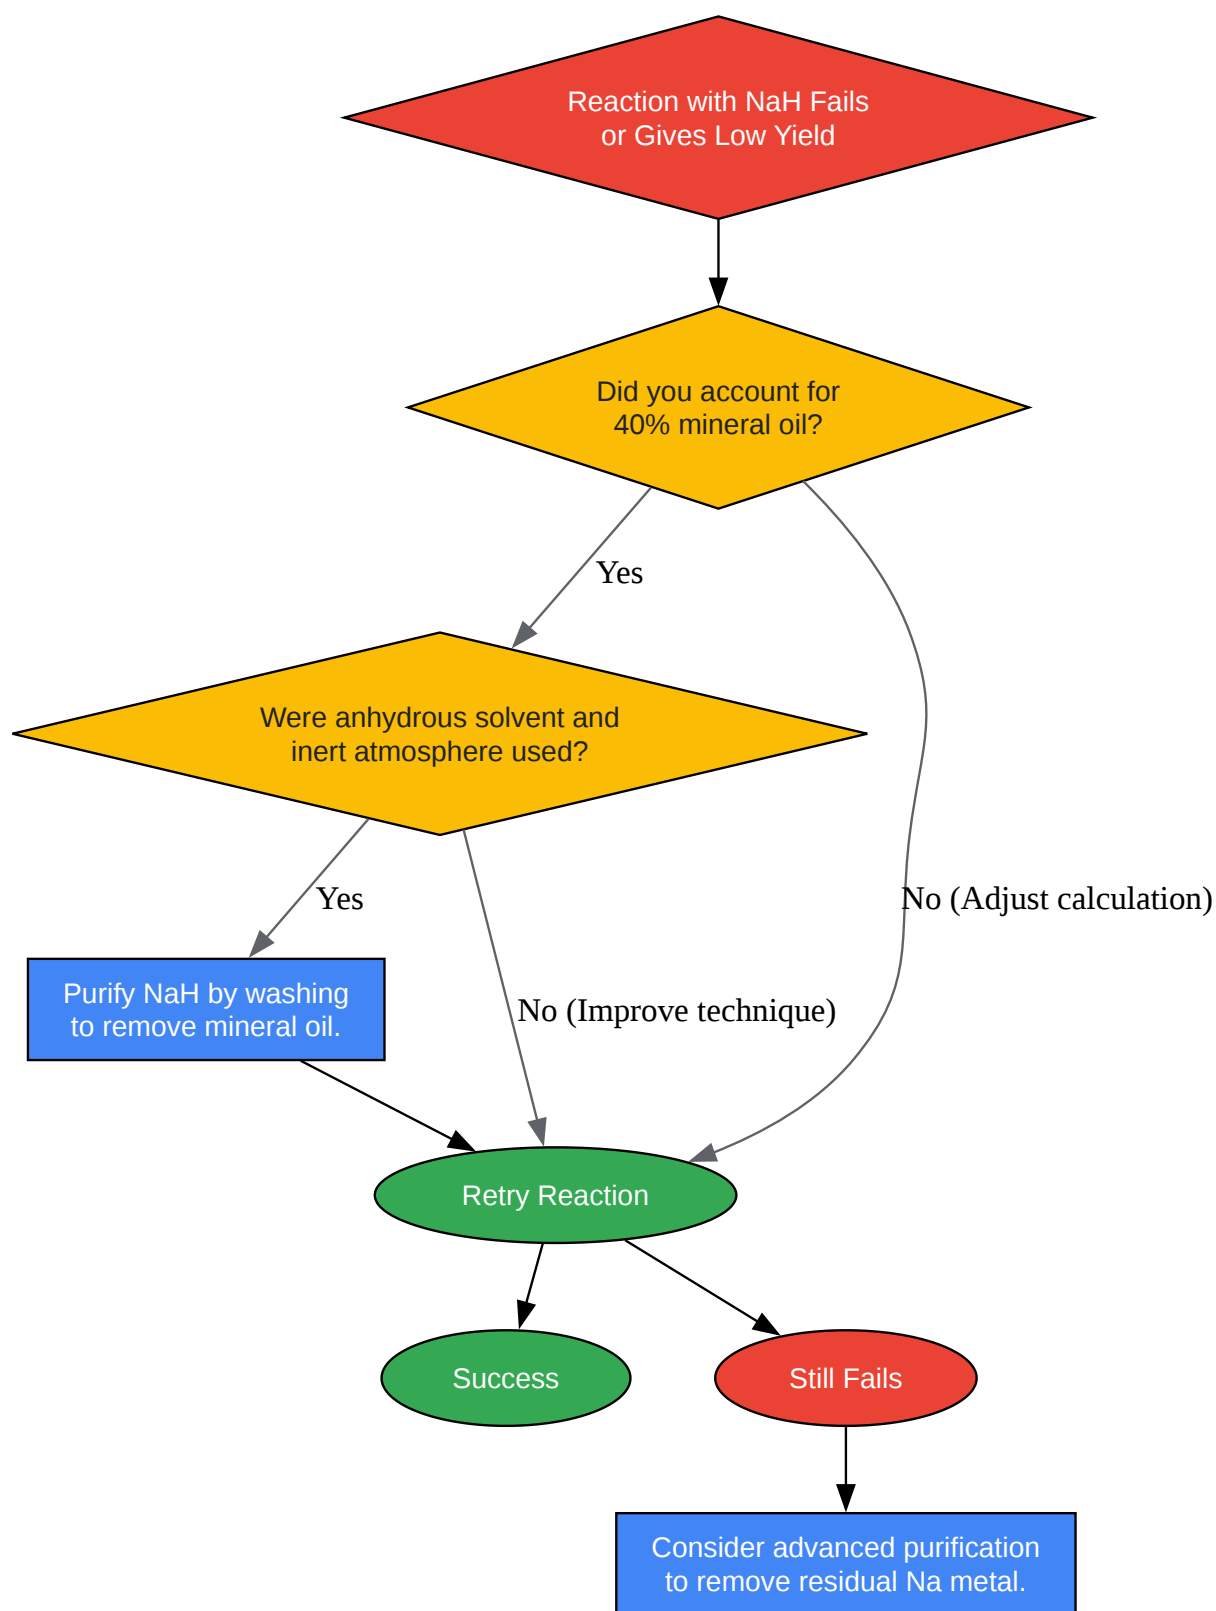 Reaction with NaH Fails
or Gives Low Yield
Did you account for
40% mineral oil?
Yes
Were anhydrous solvent and
inert atmosphere used?
Yes
No (Adjust calculation)
Purify NaH by washing
to remove mineral oil.
No (Improve technique)
Retry Reaction
Success
Still Fails
Consider advanced purification
to remove residual Na metal.